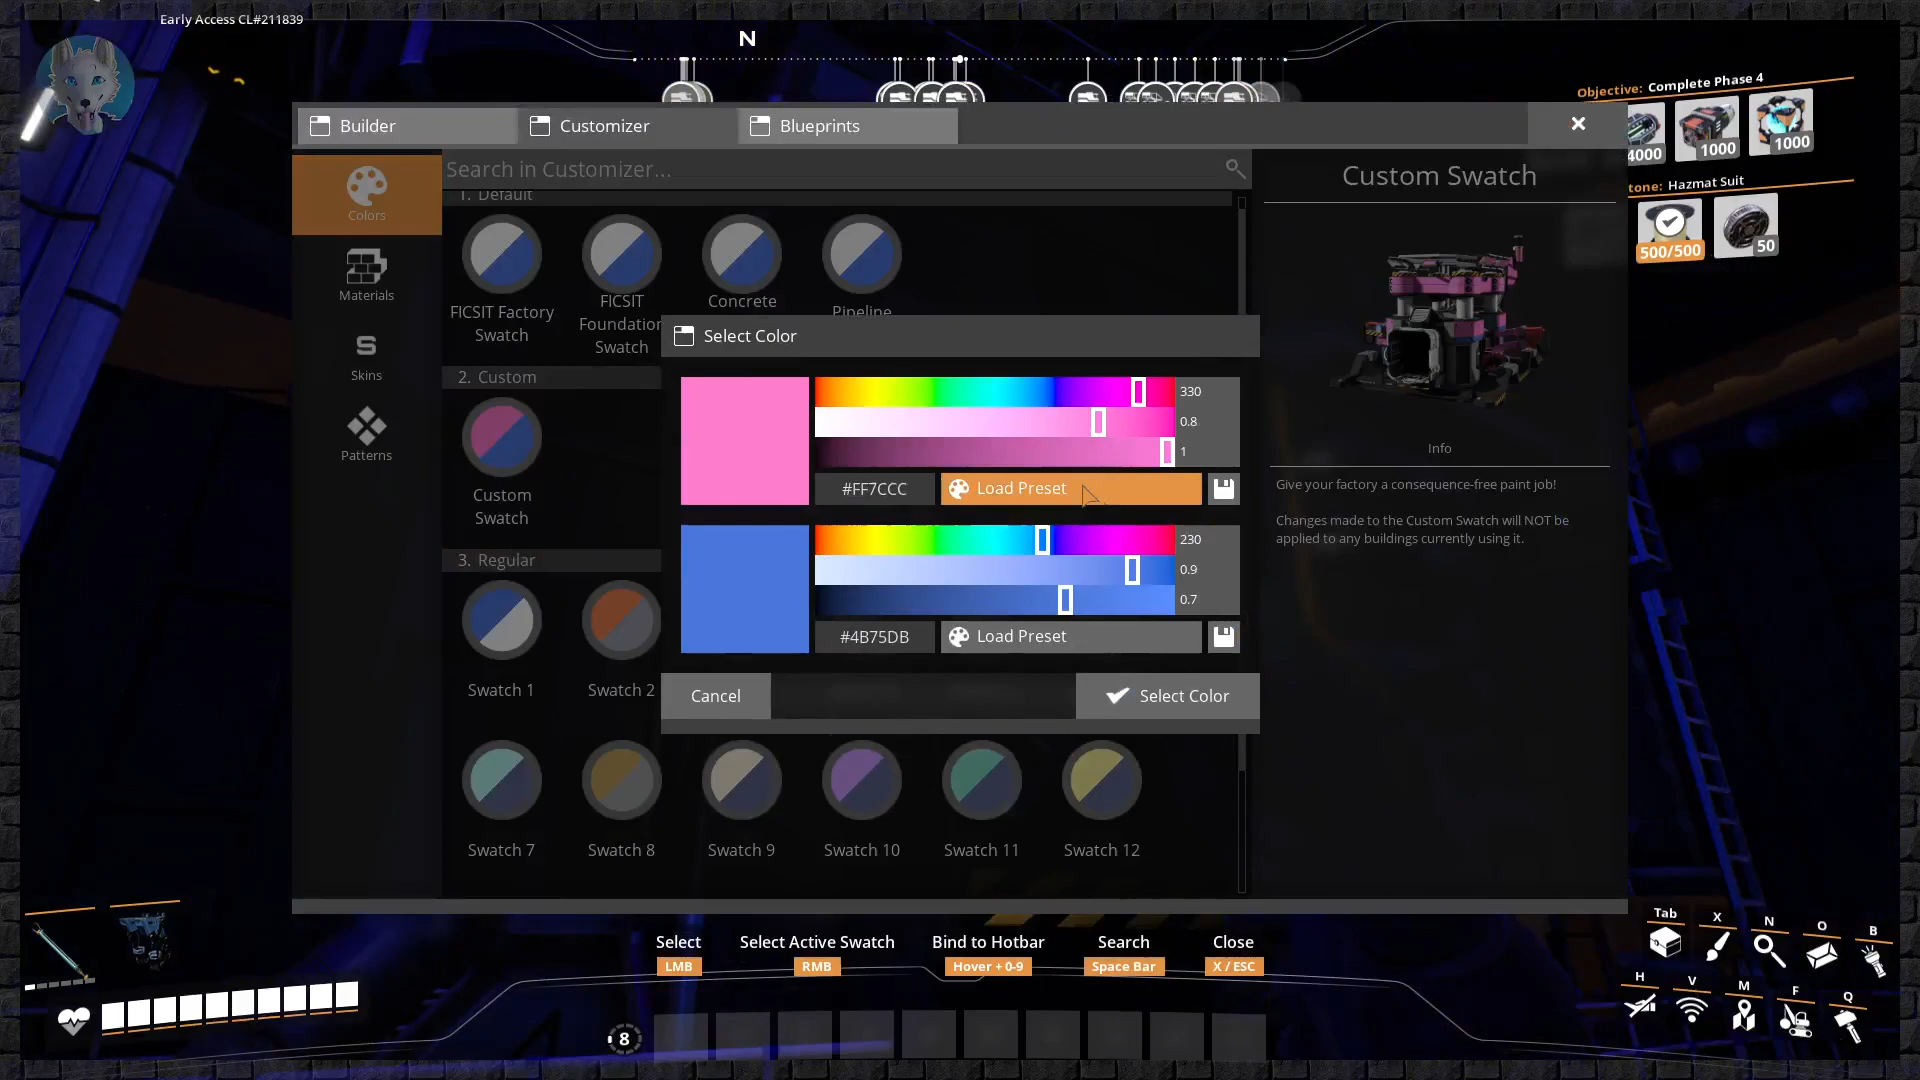 Early Access CL#211839
N
Objective: Complete Phase 4
4000
1000
1000
tone: Hazmat Suit
500/500
50
Builder
Customizer
Blueprints
Search in Customizer...
Colors
Materials
Skins
Patterns
1. Default
FICSIT Factory
Swatch
FICSIT
Foundation
Swatch
Concrete
Pipeline
2. Custom
Custom
Swatch
3. Regular
Swatch 1
Swatch 2
Swatch 7
Swatch 8
Swatch 9
Swatch 10
Swatch 11
Swatch 12
Select Color
330
0.8
1
#FF7CCC
Load Preset
230
0.9
0.7
#4B75DB
Load Preset
Cancel
Select Color
Custom Swatch
Info
Give your factory a consequence-free paint job!
Changes made to the Custom Swatch will NOT be
applied to any buildings currently using it.
Select
LMB
Select Active Swatch
RMB
Bind to Hotbar
Hover + 0-9
Search
Space Bar
Close
X / ESC
8
Tab
X
N
O
B
H
V
M
F
Q